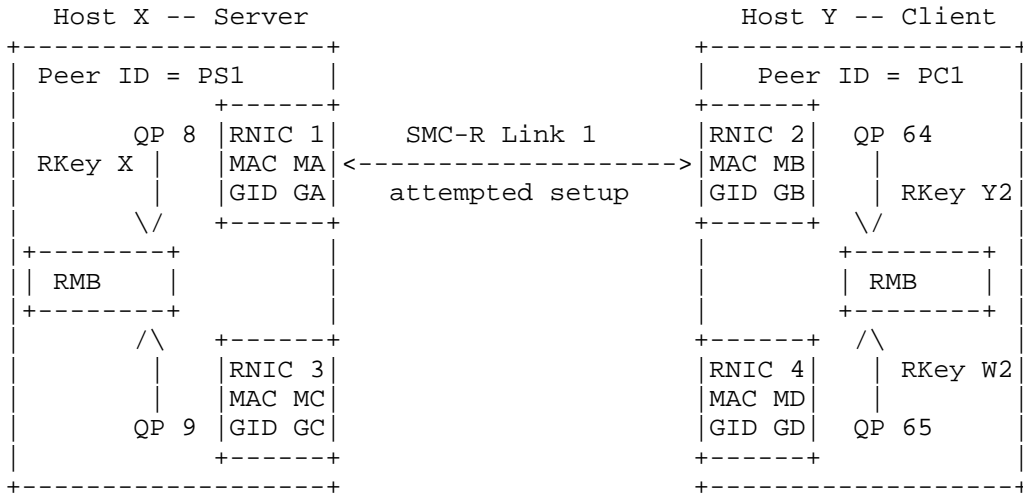 Host X -- Server Host Y -- Client
Peer ID = PS1 Peer ID = PC1
QP 8 RNIC 1 SMC-R Link 1 RNIC 2 QP 64
RKey X MAC MA <--------------------> MAC MB
GID GA attempted setup GID GB RKey Y2
\/ \/
RMB RMB
/\ /\
RNIC 3 RNIC 4 RKey W2
MAC MC MAC MD
QP 9 GID GC GID GD QP 65